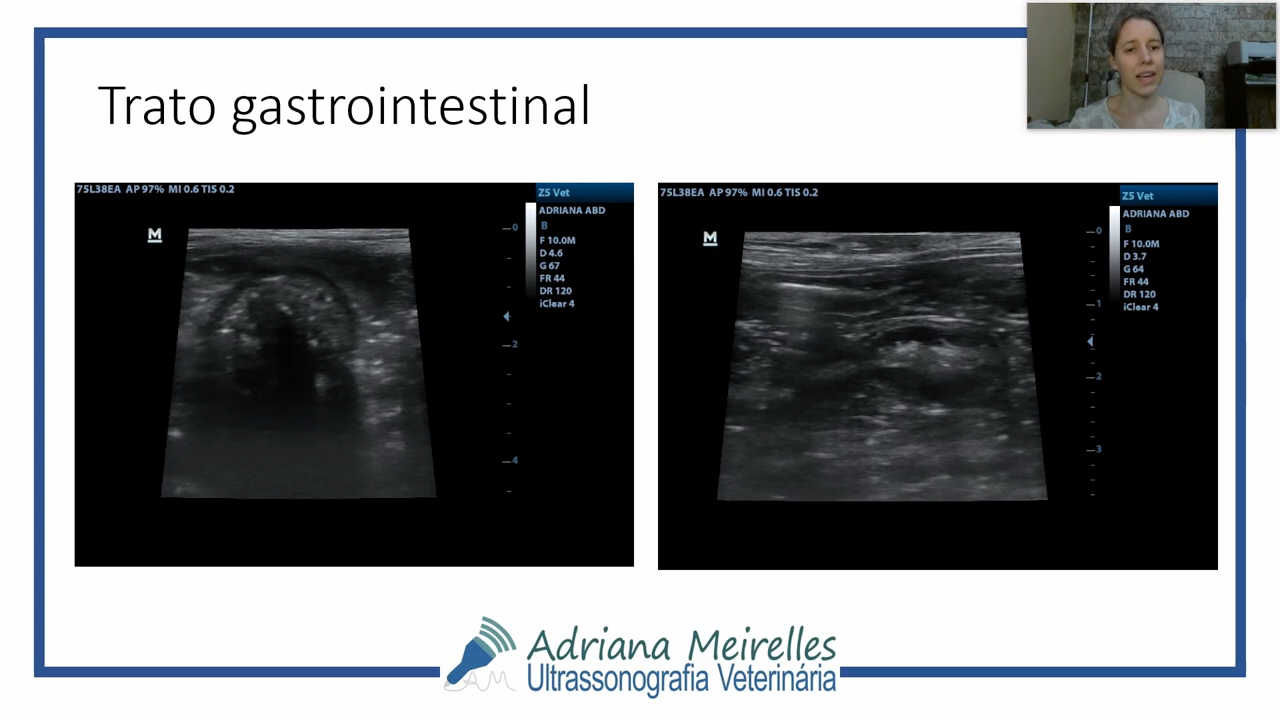 Trato gastrointestinal
75L38EA AP 97% MI 0.6 TIS 0.2
Z5 Vet
ADRIANA ABD
B
F 10.0M
D 4.6
G 67
FR 44
DR 120
iClear 4
M
0
2
4
75L38EA AP 97% MI 0.6 TIS 0.2
Z5 Vet
ADRIANA ABD
B
F 10.0M
D 3.7
G 64
FR 44
DR 120
iClear 4
M
0
1
2
3
Adriana Meirelles
AM
Ultrassonografia Veterinária